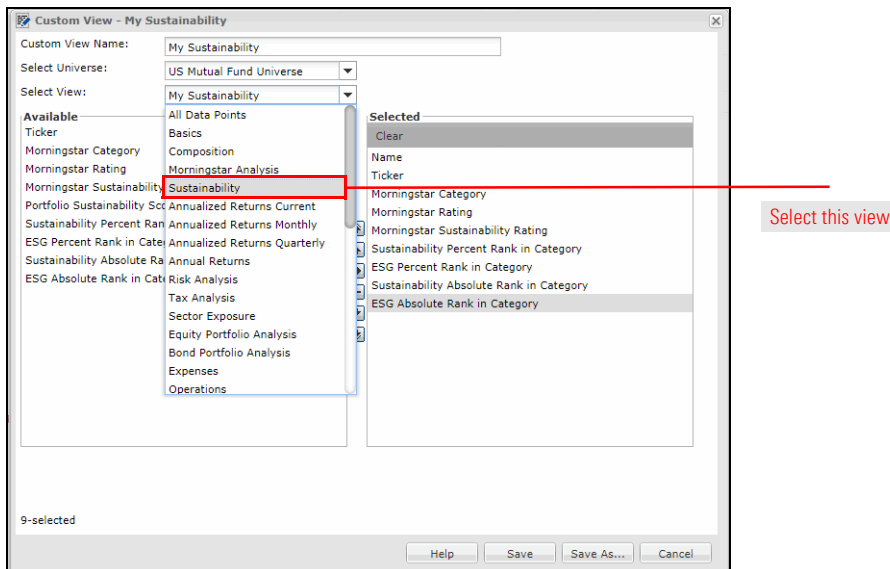 Custom View - My Sustainability
Custom View Name:
My Sustainability
Select Universe:
US Mutual Fund Universe
Select View:
My Sustainability
Available
Ticker
Morningstar Category
Morningstar Rating
Morningstar Sustainability
Portfolio Sustainability Sco
Sustainability Percent Ran
ESG Percent Rank in Cate
Sustainability Absolute Ra
ESG Absolute Rank in Cat
All Data Points
Basics
Composition
Morningstar Analysis
Sustainability
Annualized Returns Current
Annualized Returns Monthly
Annualized Returns Quarterly
Annual Returns
Risk Analysis
Tax Analysis
Sector Exposure
Equity Portfolio Analysis
Bond Portfolio Analysis
Expenses
Operations
Selected
Clear
Name
Ticker
Morningstar Category
Morningstar Rating
Morningstar Sustainability Rating
Sustainability Percent Rank in Category
ESG Percent Rank in Category
Sustainability Absolute Rank in Category
ESG Absolute Rank in Category
Select this view
9-selected
Help
Save
Save As...
Cancel